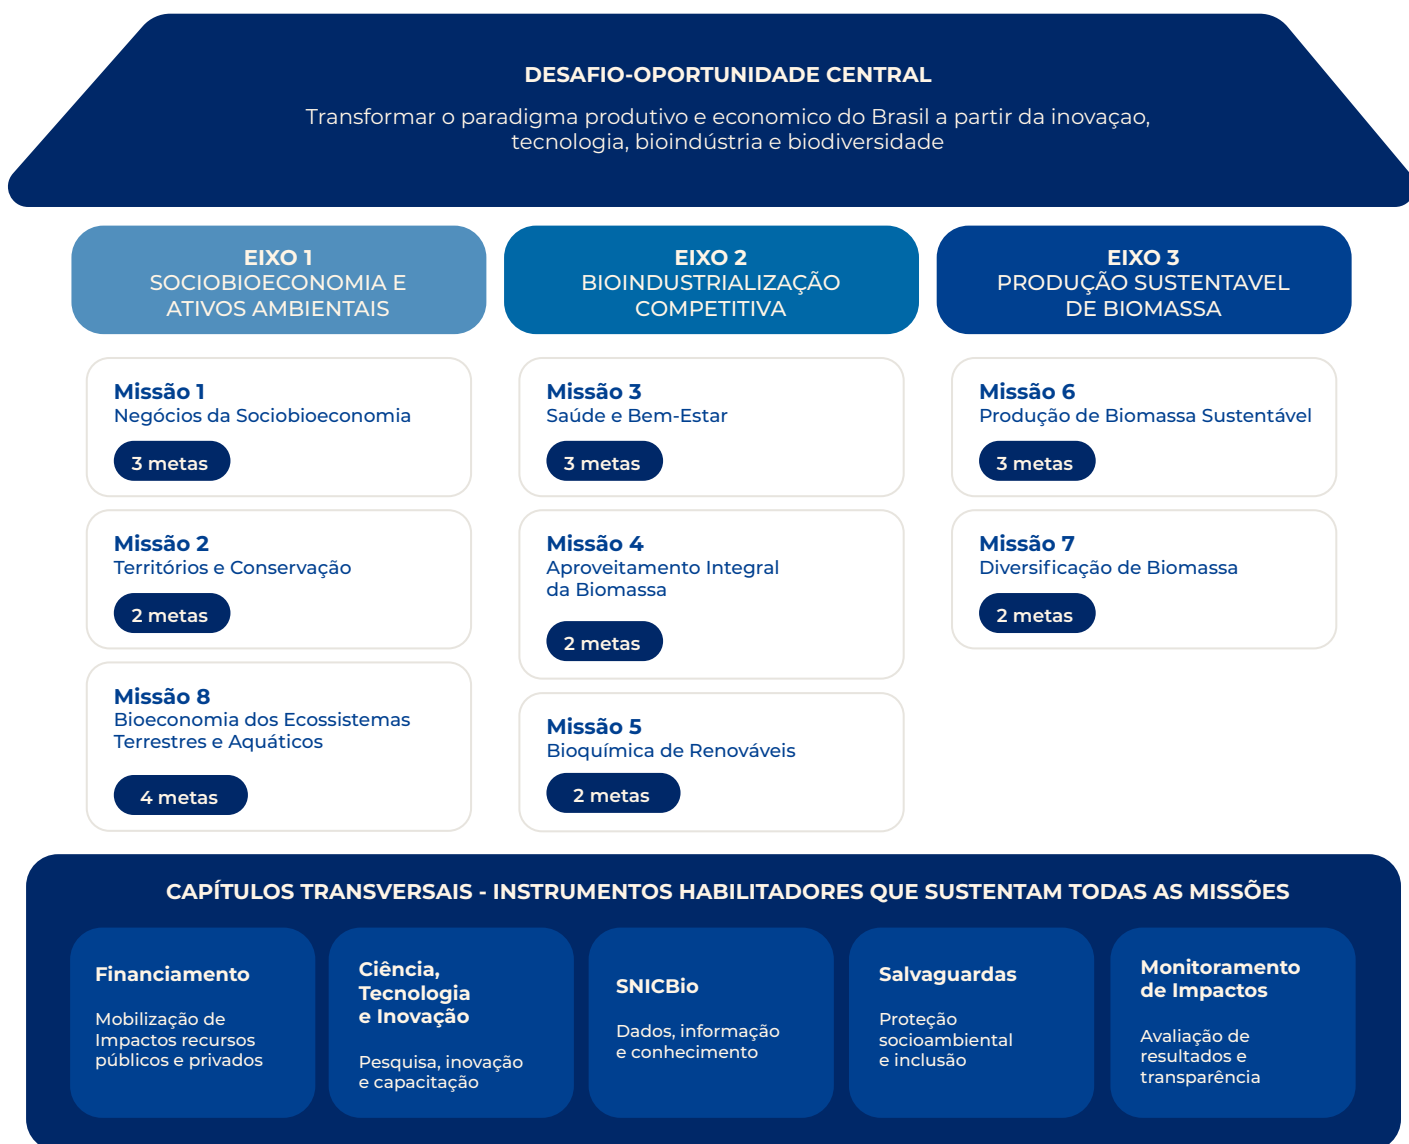 DESAFIO-OPORTUNIDADE CENTRAL
Transformar o paradigma produtivo e economico do Brasil a partir da inovaçao,
tecnologia, bioindústria e biodiversidade
EIXO 1
SOCIOBIOECONOMIA E
ATIVOS AMBIENTAIS
Missão 1
Negócios da Sociobioeconomia
3 metas
Missão 2
Territórios e Conservação
2 metas
Missão 8
Bioeconomia dos Ecossistemas
Terrestres e Aquáticos
4 metas
EIXO 2
BIOINDUSTRIALIZAÇÃO
COMPETITIVA
Missão 3
Saúde e Bem-Estar
3 metas
Missão 4
Aproveitamento Integral
da Biomassa
2 metas
Missão 5
Bioquímica de Renováveis
2 metas
EIXO 3
PRODUÇÃO SUSTENTAVEL
DE BIOMASSA
Missão 6
Produção de Biomassa Sustentável
3 metas
Missão 7
Diversificação de Biomassa
2 metas
CAPÍTULOS TRANSVERSAIS - INSTRUMENTOS HABILITADORES QUE SUSTENTAM TODAS AS MISSÕES
Financiamento
Mobilização de
Impactos recursos
públicos e privados
Ciência,
Tecnologia
e Inovação
Pesquisa, inovação
e capacitação
SNICBio
Dados, informação
e conhecimento
Salvaguardas
Proteção
socioambiental
e inclusão
Monitoramento
de Impactos
Avaliação de
resultados e
transparência